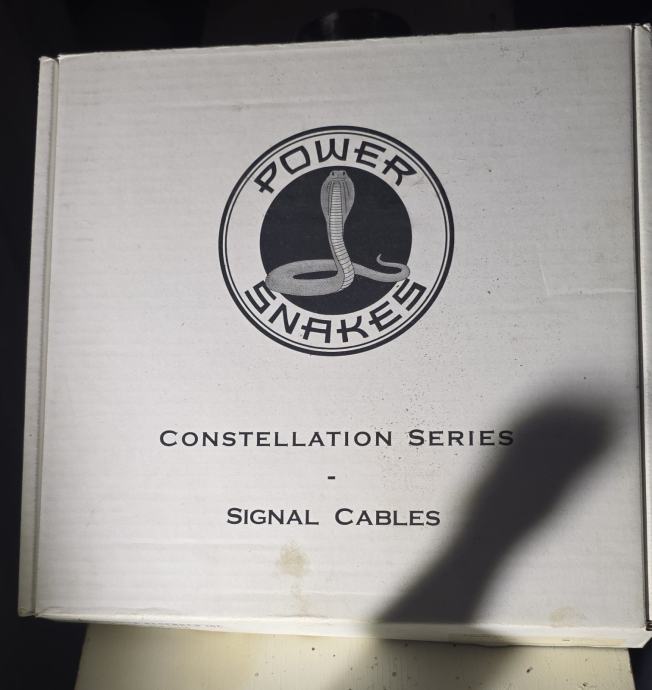 POWER
SNAKES
CONSTELLATION SERIES
-
SIGNAL CABLES